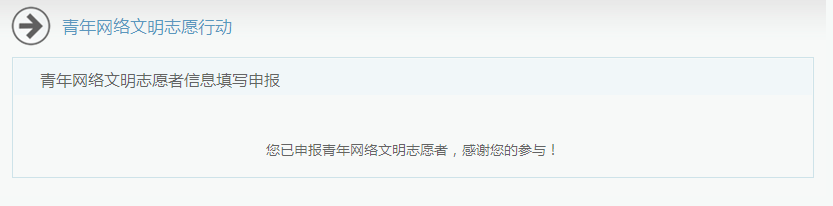 青年网络文明志愿行动
青年网络文明志愿者信息填写申报
您已申报青年网络文明志愿者，感谢您的参与！